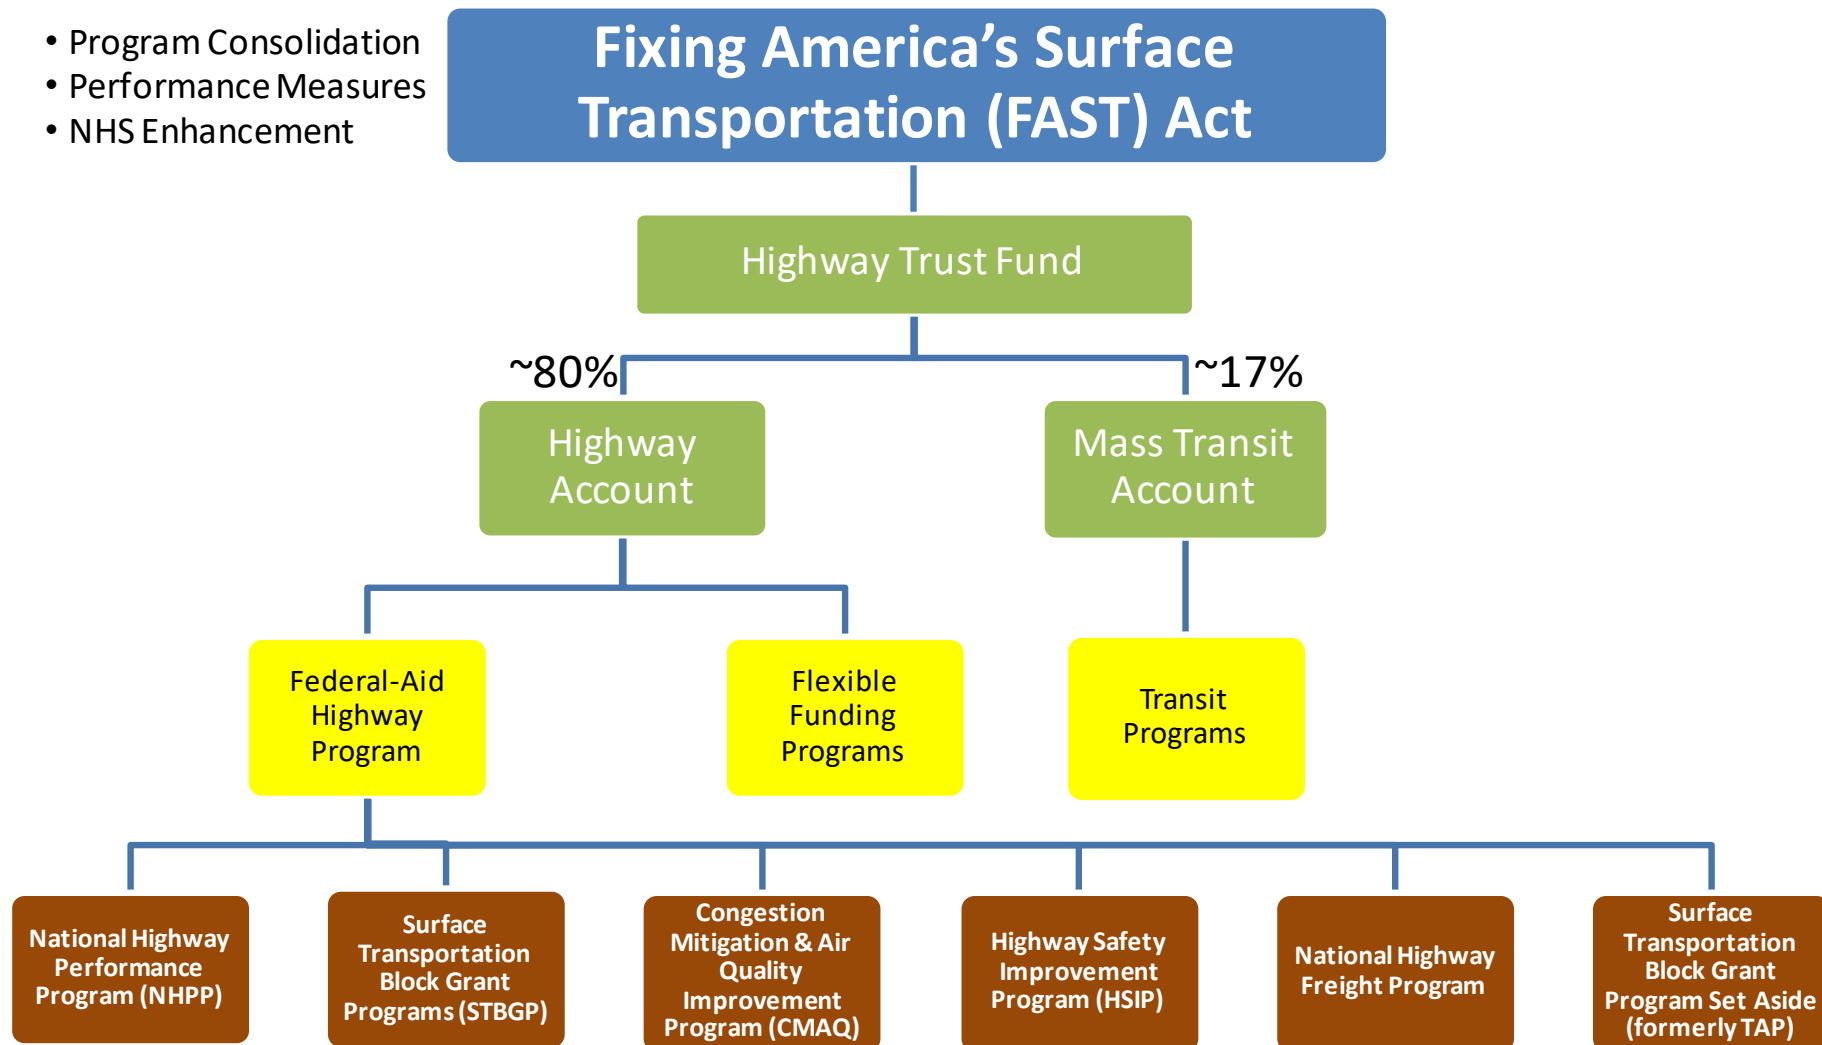 • Program Consolidation
• Performance Measures
• NHS Enhancement
Fixing America’s Surface
Transportation (FAST) Act
Highway Trust Fund
~80%
~17%
Highway
Account
Mass Transit
Account
Federal-Aid
Highway
Program
Flexible
Funding
Programs
Transit
Programs
National Highway
Performance
Program (NHPP)
Surface
Transportation
Block Grant
Programs (STBGP)
Congestion
Mitigation & Air
Quality
Improvement
Program (CMAQ)
Highway Safety
Improvement
Program (HSIP)
National Highway
Freight Program
Surface
Transportation
Block Grant
Program Set Aside
(formerly TAP)